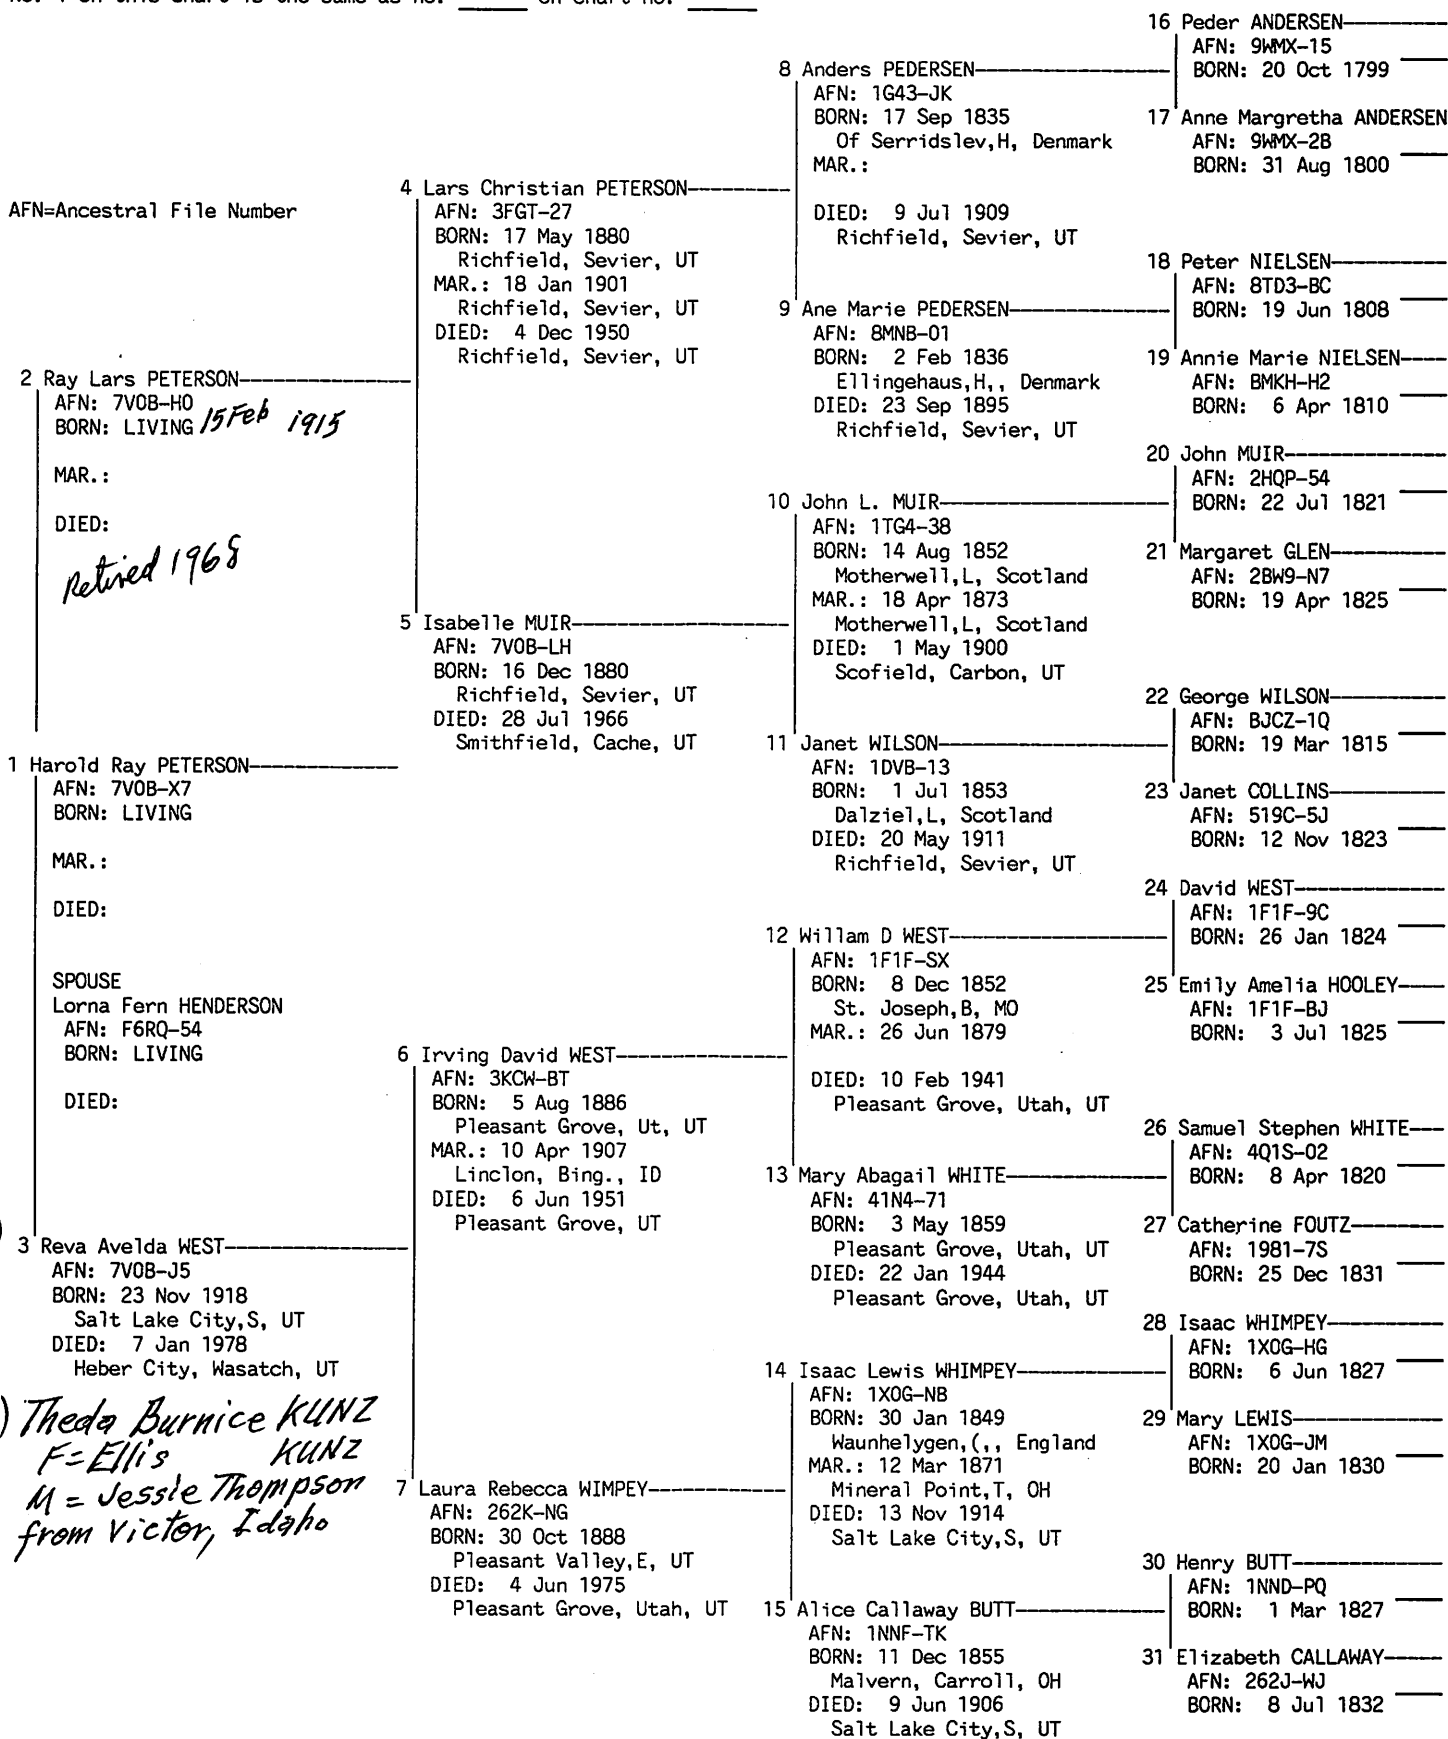 AFN=Ancestral File Number
1 Harold Ray PETERSON
AFN: 7V0B-X7
BORN: LIVING
MAR.:
DIED:
SPOUSE
Lorna Fern HENDERSON
AFN: F6RQ-54
BORN: LIVING
DIED:
2 Ray Lars PETERSON
AFN: 7V0B-H0
BORN: LIVING 15 Feb 1915
MAR.:
DIED:
Retired 1968
3 Reva Avelda WEST
AFN: 7V0B-J5
BORN: 23 Nov 1918
Salt Lake City,S, UT
DIED: 7 Jan 1978
Heber City, Wasatch, UT
) Theda Burnice KUNZ
F=Ellis KUNZ
M = Jessie Thompson
from Victor, Idaho
4 Lars Christian PETERSON
AFN: 3FGT-27
BORN: 17 May 1880
Richfield, Sevier, UT
MAR.: 18 Jan 1901
Richfield, Sevier, UT
DIED: 4 Dec 1950
Richfield, Sevier, UT
5 Isabelle MUIR
AFN: 7V0B-LH
BORN: 16 Dec 1880
Richfield, Sevier, UT
DIED: 28 Jul 1966
Smithfield, Cache, UT
6 Irving David WEST
AFN: 3KCW-BT
BORN: 5 Aug 1886
Pleasant Grove, Ut, UT
MAR.: 10 Apr 1907
Linclon, Bing., ID
DIED: 6 Jun 1951
Pleasant Grove, UT
7 Laura Rebecca WIMPEY
AFN: 262K-NG
BORN: 30 Oct 1888
Pleasant Valley,E, UT
DIED: 4 Jun 1975
Pleasant Grove, Utah, UT
8 Anders PEDERSEN
AFN: 1G43-JK
BORN: 17 Sep 1835
Of Serridslev,H, Denmark
MAR.:
DIED: 9 Jul 1909
Richfield, Sevier, UT
9 Ane Marie PEDERSEN
AFN: 8MNB-01
BORN: 2 Feb 1836
Ellingehaus,H,, Denmark
DIED: 23 Sep 1895
Richfield, Sevier, UT
10 John L. MUIR
AFN: 1TG4-38
BORN: 14 Aug 1852
Motherwell,L, Scotland
MAR.: 18 Apr 1873
Motherwell,L, Scotland
DIED: 1 May 1900
Scofield, Carbon, UT
11 Janet WILSON
AFN: 1DVB-13
BORN: 1 Jul 1853
Dalziel,L, Scotland
DIED: 20 May 1911
Richfield, Sevier, UT
12 Willam D WEST
AFN: 1F1F-SX
BORN: 8 Dec 1852
St. Joseph,B, MO
MAR.: 26 Jun 1879
DIED: 10 Feb 1941
Pleasant Grove, Utah, UT
13 Mary Abagail WHITE
AFN: 41N4-71
BORN: 3 May 1859
Pleasant Grove, Utah, UT
DIED: 22 Jan 1944
Pleasant Grove, Utah, UT
14 Isaac Lewis WHIMPEY
AFN: 1X0G-NB
BORN: 30 Jan 1849
Waunhelygen,(,, England
MAR.: 12 Mar 1871
Mineral Point,T, OH
DIED: 13 Nov 1914
Salt Lake City,S, UT
15 Alice Callaway BUTT
AFN: 1NNF-TK
BORN: 11 Dec 1855
Malvern, Carroll, OH
DIED: 9 Jun 1906
Salt Lake City,S, UT
16 Peder ANDERSEN
AFN: 9WMX-15
BORN: 20 Oct 1799
17 Anne Margretha ANDERSEN
AFN: 9WMX-2B
BORN: 31 Aug 1800
18 Peter NIELSEN
AFN: 8TD3-BC
BORN: 19 Jun 1808
19 Annie Marie NIELSEN
AFN: BMKH-H2
BORN: 6 Apr 1810
20 John MUIR
AFN: 2HQP-54
BORN: 22 Jul 1821
21 Margaret GLEN
AFN: 2BW9-N7
BORN: 19 Apr 1825
22 George WILSON
AFN: BJCZ-1Q
BORN: 19 Mar 1815
23 Janet COLLINS
AFN: 519C-5J
BORN: 12 Nov 1823
24 David WEST
AFN: 1F1F-9C
BORN: 26 Jan 1824
25 Emily Amelia HOOLEY
AFN: 1F1F-BJ
BORN: 3 Jul 1825
26 Samuel Stephen WHITE
AFN: 4Q1S-02
BORN: 8 Apr 1820
27 Catherine FOUTZ
AFN: 1981-7S
BORN: 25 Dec 1831
28 Isaac WHIMPEY
AFN: 1X0G-HG
BORN: 6 Jun 1827
29 Mary LEWIS
AFN: 1X0G-JM
BORN: 20 Jan 1830
30 Henry BUTT
AFN: 1NND-PQ
BORN: 1 Mar 1827
31 Elizabeth CALLAWAY
AFN: 262J-WJ
BORN: 8 Jul 1832